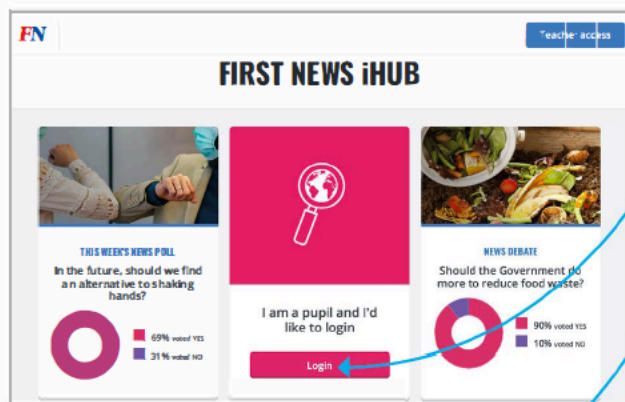 FN
Teacher access
FIRST NEWS iHUB
THIS WEEK'S NEWS POLL
In the future, should we find
an alternative to shaking
hands?
69% voted YES
31% voted NO
I am a pupil and I'd
like to login
Login
NEWS DEBATE
Should the Government do
more to reduce food waste?
90% voted YES
10% voted NO